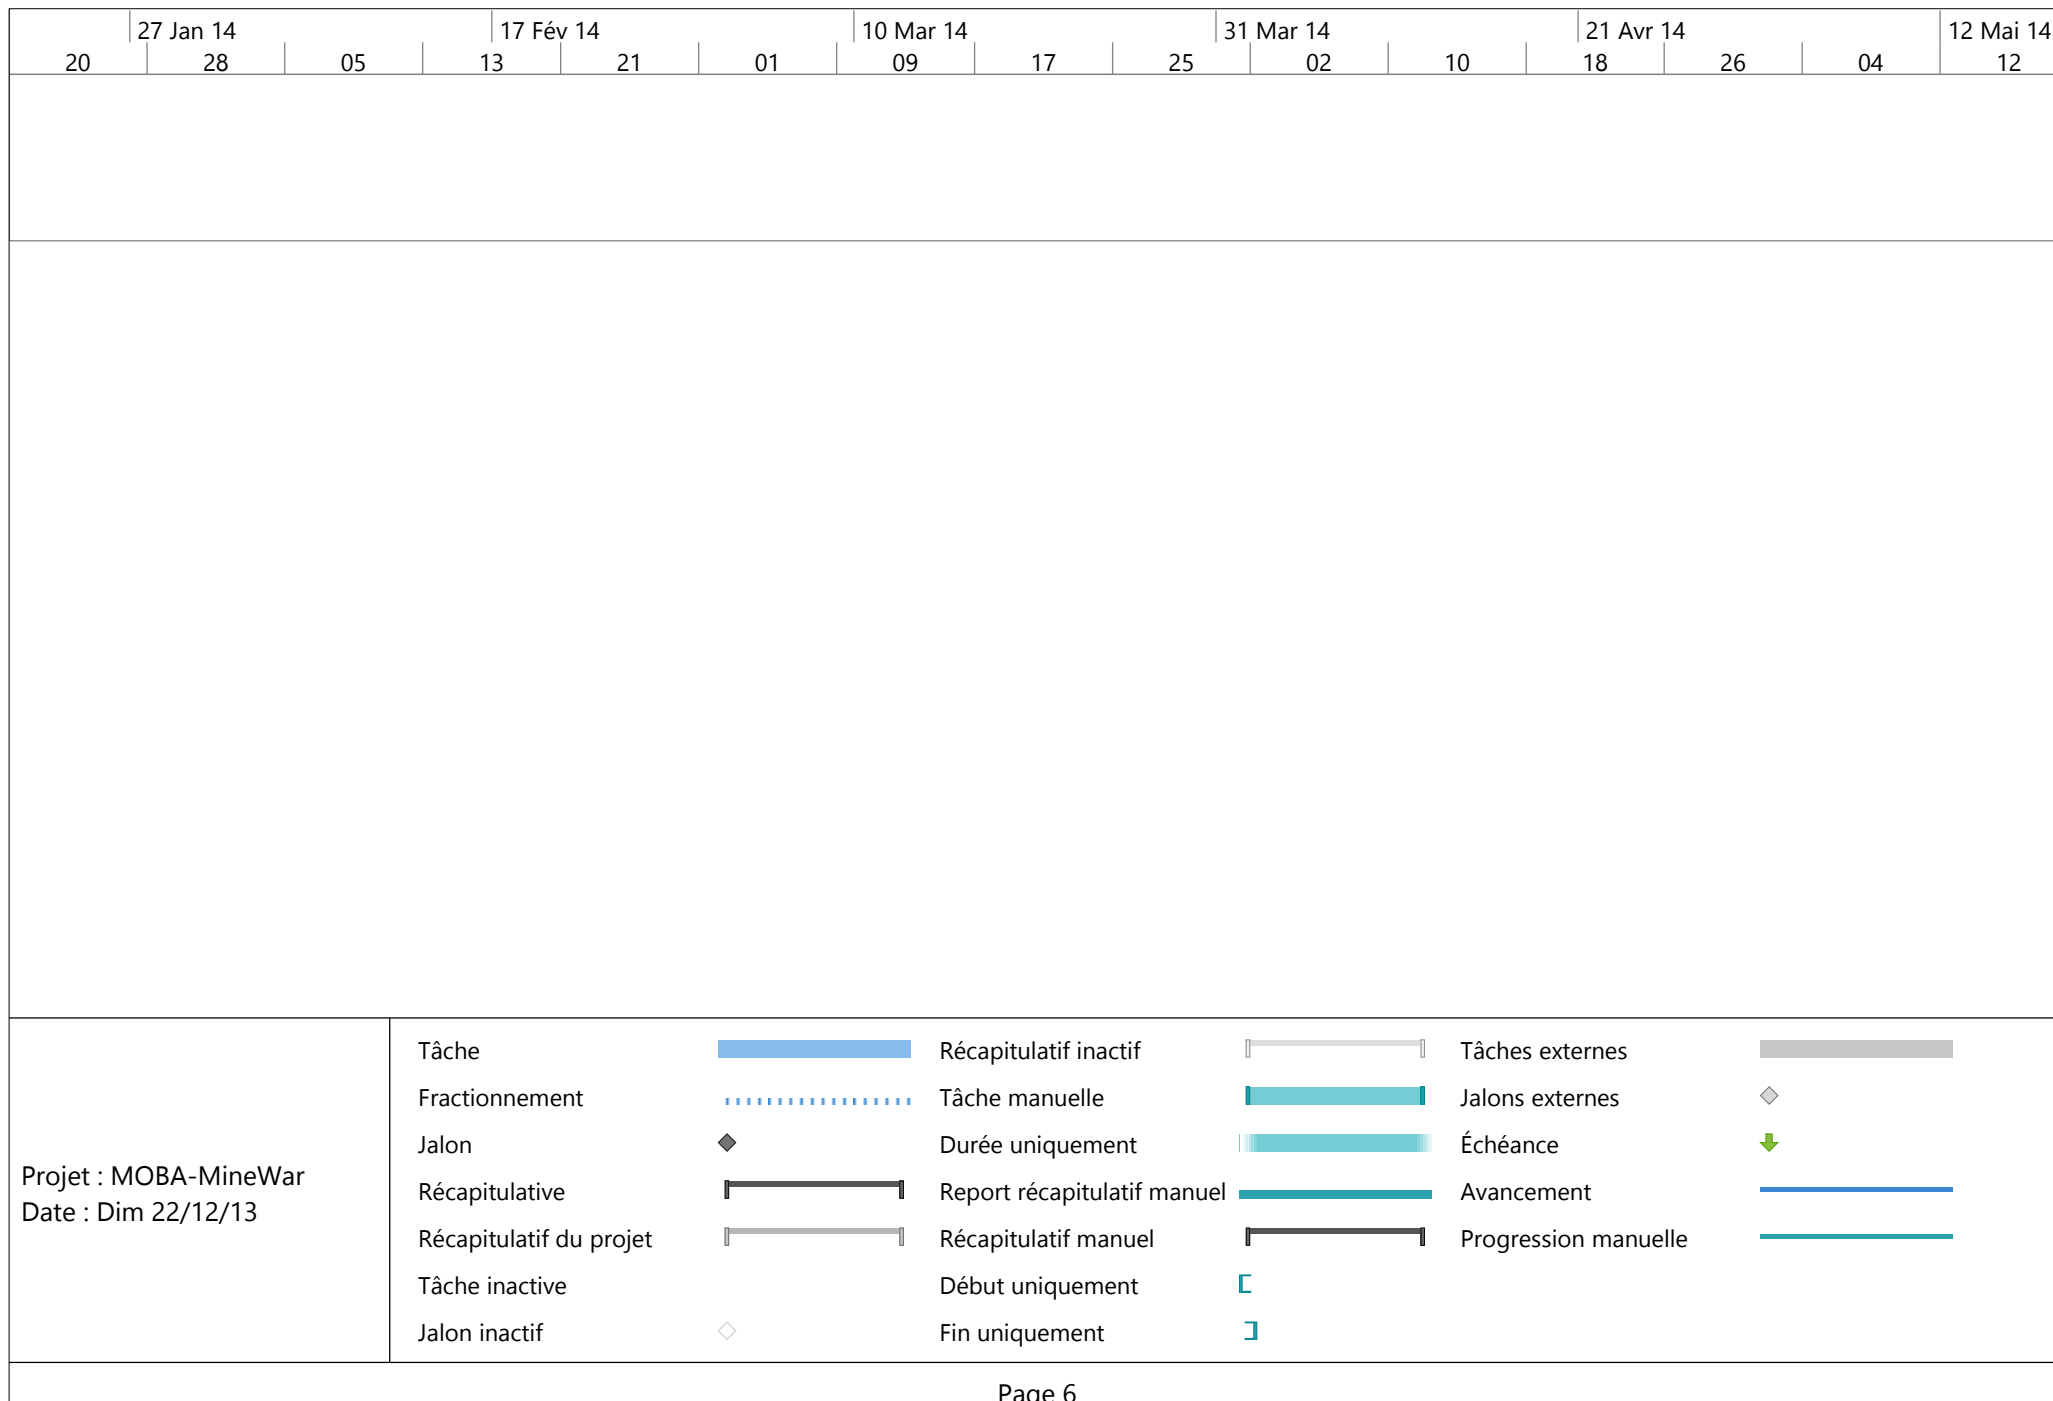 27 Jan 14 17 Fév 14 10 Mar 14 31 Mar 14 21 Avr 14 12 Mai 14
20 28 05 13 21 01 09 17 25 02 10 18 26 04 12
Projet : MOBA-MineWar
Date : Dim 22/12/13
Tâche
Fractionnement
Jalon
Récapitulative
Récapitulatif du projet
Tâche inactive
Jalon inactif
Récapitulatif inactif
Tâche manuelle
Durée uniquement
Report récapitulatif manuel
Récapitulatif manuel
Début uniquement
Fin uniquement
Tâches externes
Jalons externes
Échéance
Avancement
Progression manuelle
Page 6